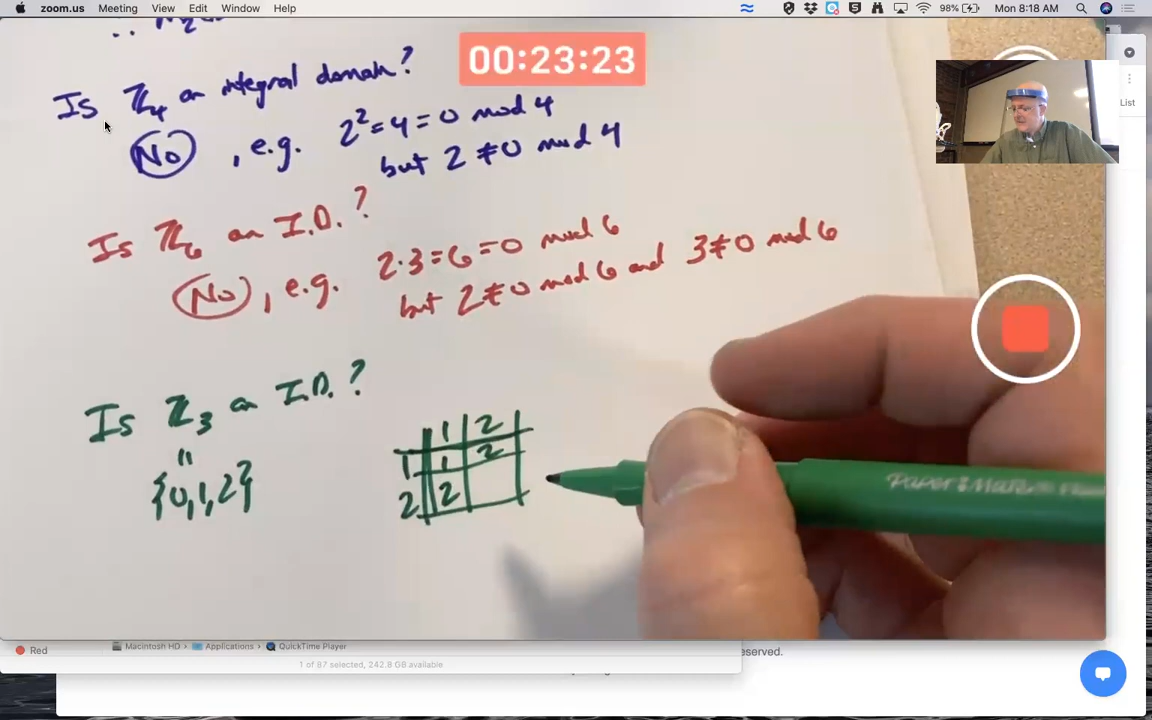 zoom.us Meeting View Edit Window Help 98% Mon 8:18 AM
00:23:23
Is ℤ₄ an integral domain?
No, e.g. 2² = 4 = 0 mod 4
but 2 ≠ 0 mod 4
Is ℤ₆ an I.D.?
No, e.g. 2·3 = 6 = 0 mod 6
but 2 ≠ 0 mod 6 and 3 ≠ 0 mod 6
Is ℤ₃ an I.D.?
"
{0,1,2}
1 2
1 1 2
2 2
List
Red
Macintosh HD › Applications › QuickTime Player
1 of 87 selected, 242.8 GB available
eserved.